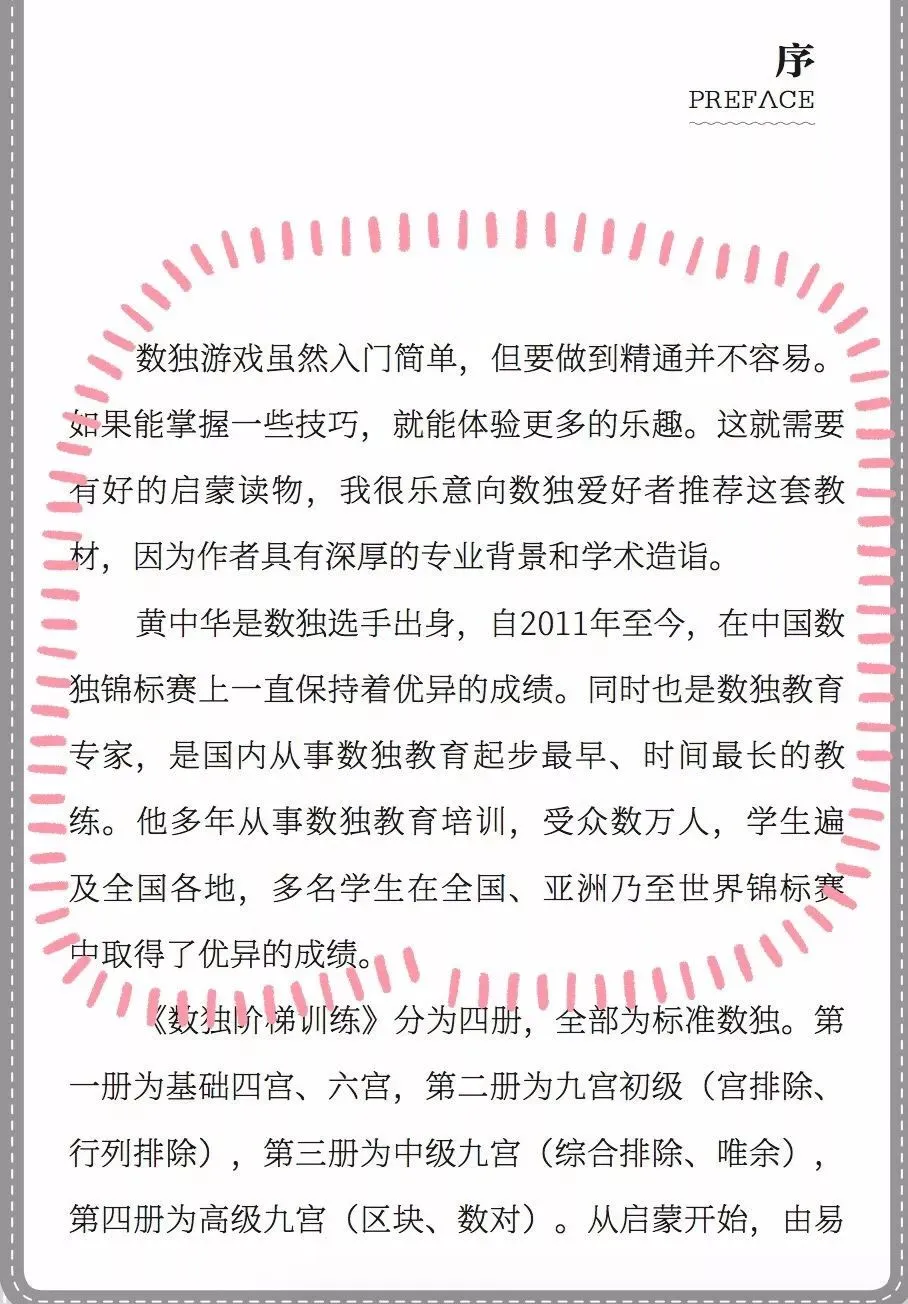 序
PREFACE
数独游戏虽然入门简单，但要做到精通并不容易。
如果能掌握一些技巧，就能体验更多的乐趣。这就需要
有好的启蒙读物，我很乐意向数独爱好者推荐这套教
材，因为作者具有深厚的专业背景和学术造诣。
黄中华是数独选手出身，自2011年至今，在中国数
独锦标赛上一直保持着优异的成绩。同时也是数独教育
专家，是国内从事数独教育起步最早、时间最长的教
练。他多年从事数独教育培训，受众数万人，学生遍
及全国各地，多名学生在全国、亚洲乃至世界锦标赛
中取得了优异的成绩。
《数独阶梯训练》分为四册，全部为标准数独。第
一册为基础四宫、六宫，第二册为九宫初级（宫排除、
行列排除），第三册为中级九宫（综合排除、唯余），
第四册为高级九宫（区块、数对）。从启蒙开始，由易